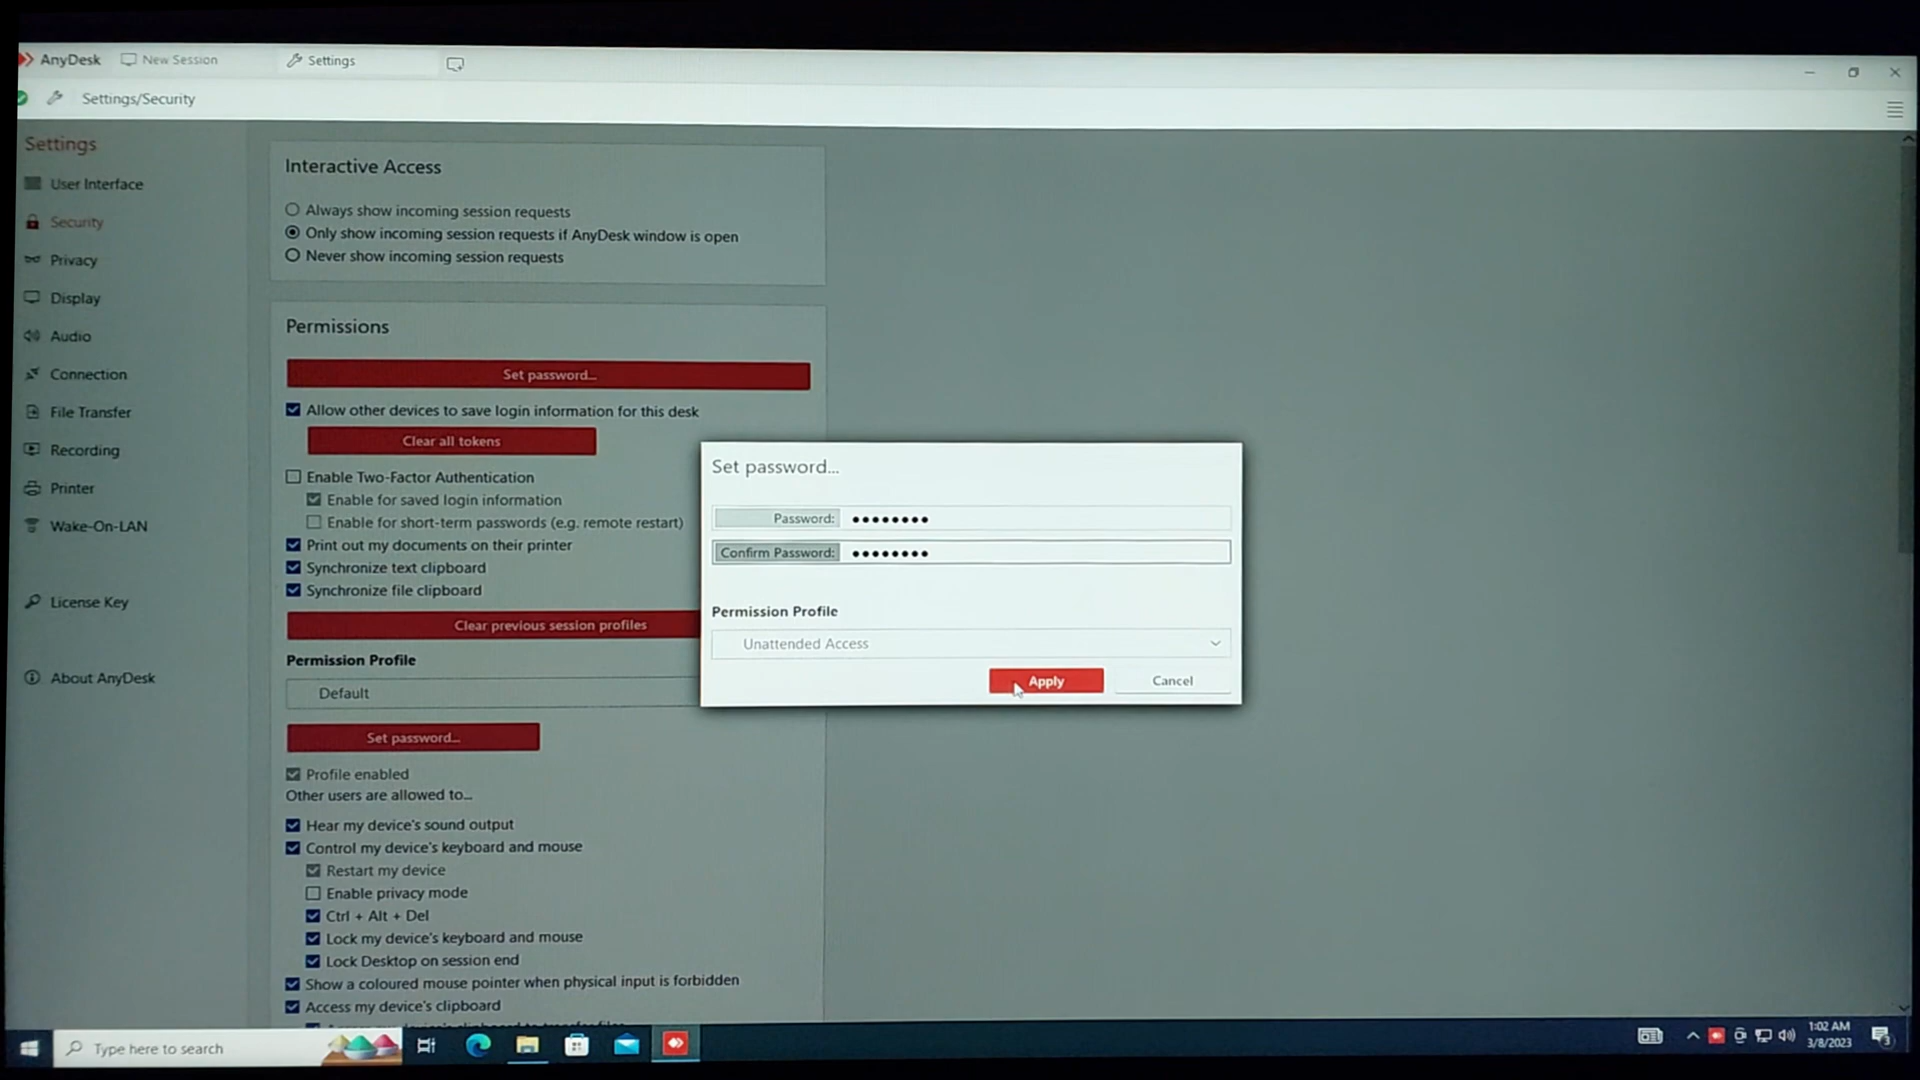 AnyDesk
New Session
Settings
Settings/Security
Settings
User Interface
Security
Privacy
Display
Audio
Connection
File Transfer
Recording
Printer
Wake-On-LAN
License Key
About AnyDesk
Interactive Access
Always show incoming session requests
Only show incoming session requests if AnyDesk window is open
Never show incoming session requests
Permissions
Set password...
Allow other devices to save login information for this desk
Clear all tokens
Enable Two-Factor Authentication
Enable for saved login information
Enable for short-term passwords (e.g. remote restart)
Print out my documents on their printer
Synchronize text clipboard
Synchronize file clipboard
Clear previous session profiles
Permission Profile
Default
Set password...
Profile enabled
Other users are allowed to...
Hear my device's sound output
Control my device's keyboard and mouse
Restart my device
Enable privacy mode
Ctrl + Alt + Del
Lock my device's keyboard and mouse
Lock Desktop on session end
Show a coloured mouse pointer when physical input is forbidden
Access my device's clipboard
Set password...
Password: ••••••••
Confirm Password: ••••••••
Permission Profile
Unattended Access
Apply
Cancel
Type here to search
1:02 AM
3/8/2023
3